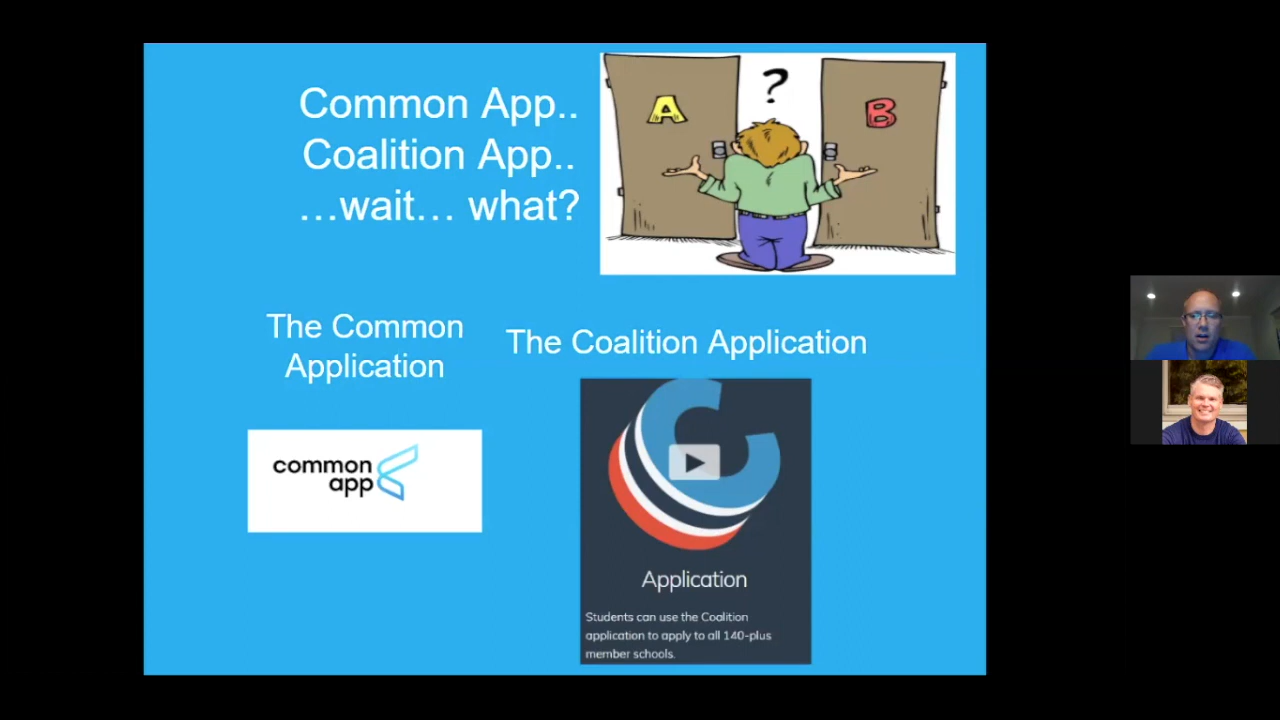 Common App..
Coalition App..
…wait… what?
A
?
B
The Common
Application
The Coalition Application
common
app
Application
Students can use the Coalition
application to apply to all 140-plus
member schools.